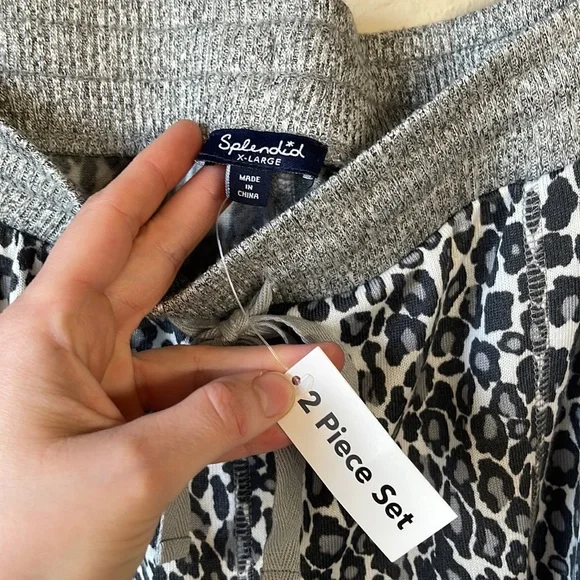 Splendid
X-LARGE
MADE
IN
CHINA
2 Piece Set